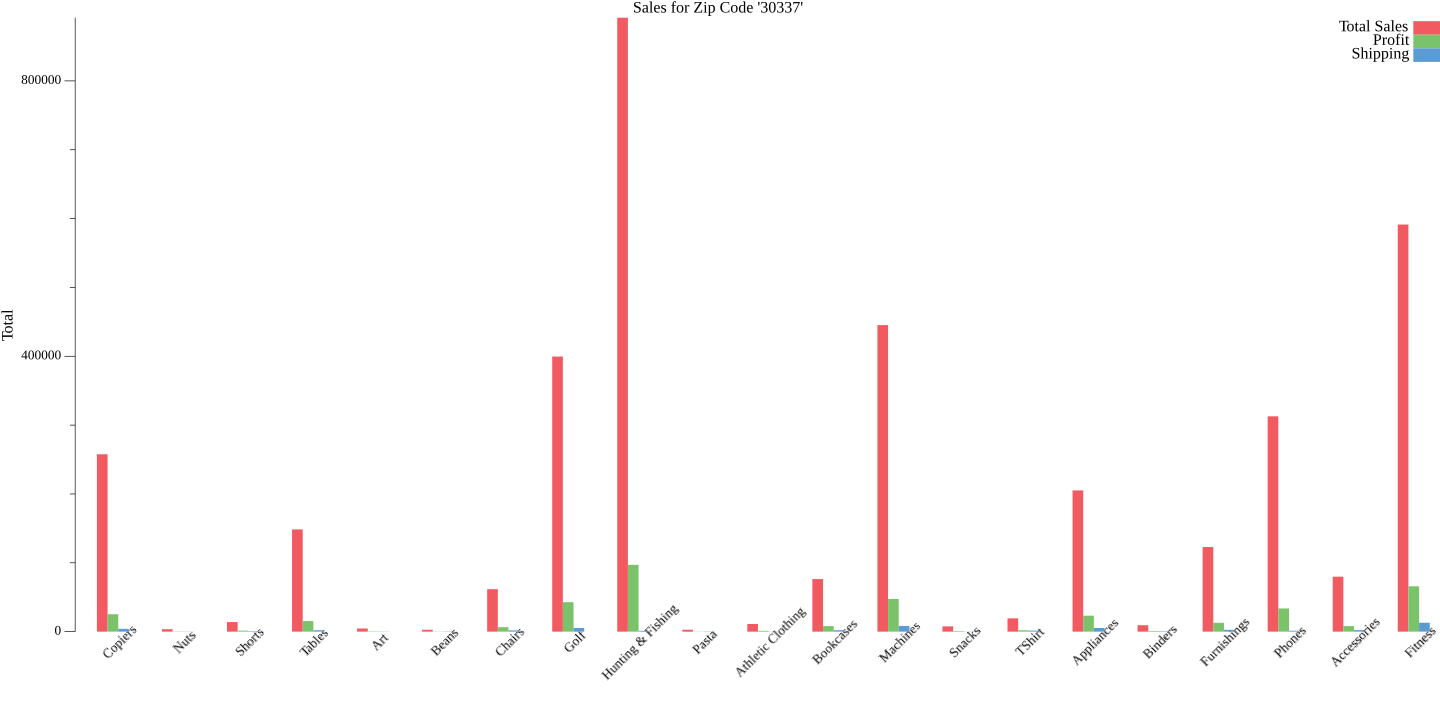 Sales for Zip Code '30337'
Total Sales
Profit
Shipping
Total
800000
400000
0
Copiers
Nuts
Shorts
Tables
Art
Beans
Chairs
Golf
Hunting & Fishing
Pasta
Athletic Clothing
Bookcases
Machines
Snacks
TShirt
Appliances
Binders
Furnishings
Phones
Accessories
Fitness